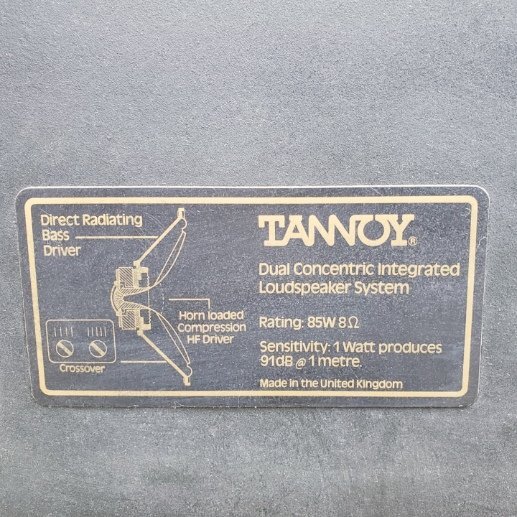 Direct Radiating
Bass
Driver
Horn loaded
Compression
HF Driver
Crossover
TANNOY®
Dual Concentric Integrated
Loudspeaker System
Rating: 85W 8Ω
Sensitivity: 1 Watt produces
91dB @ 1 metre.
Made in the United Kingdom